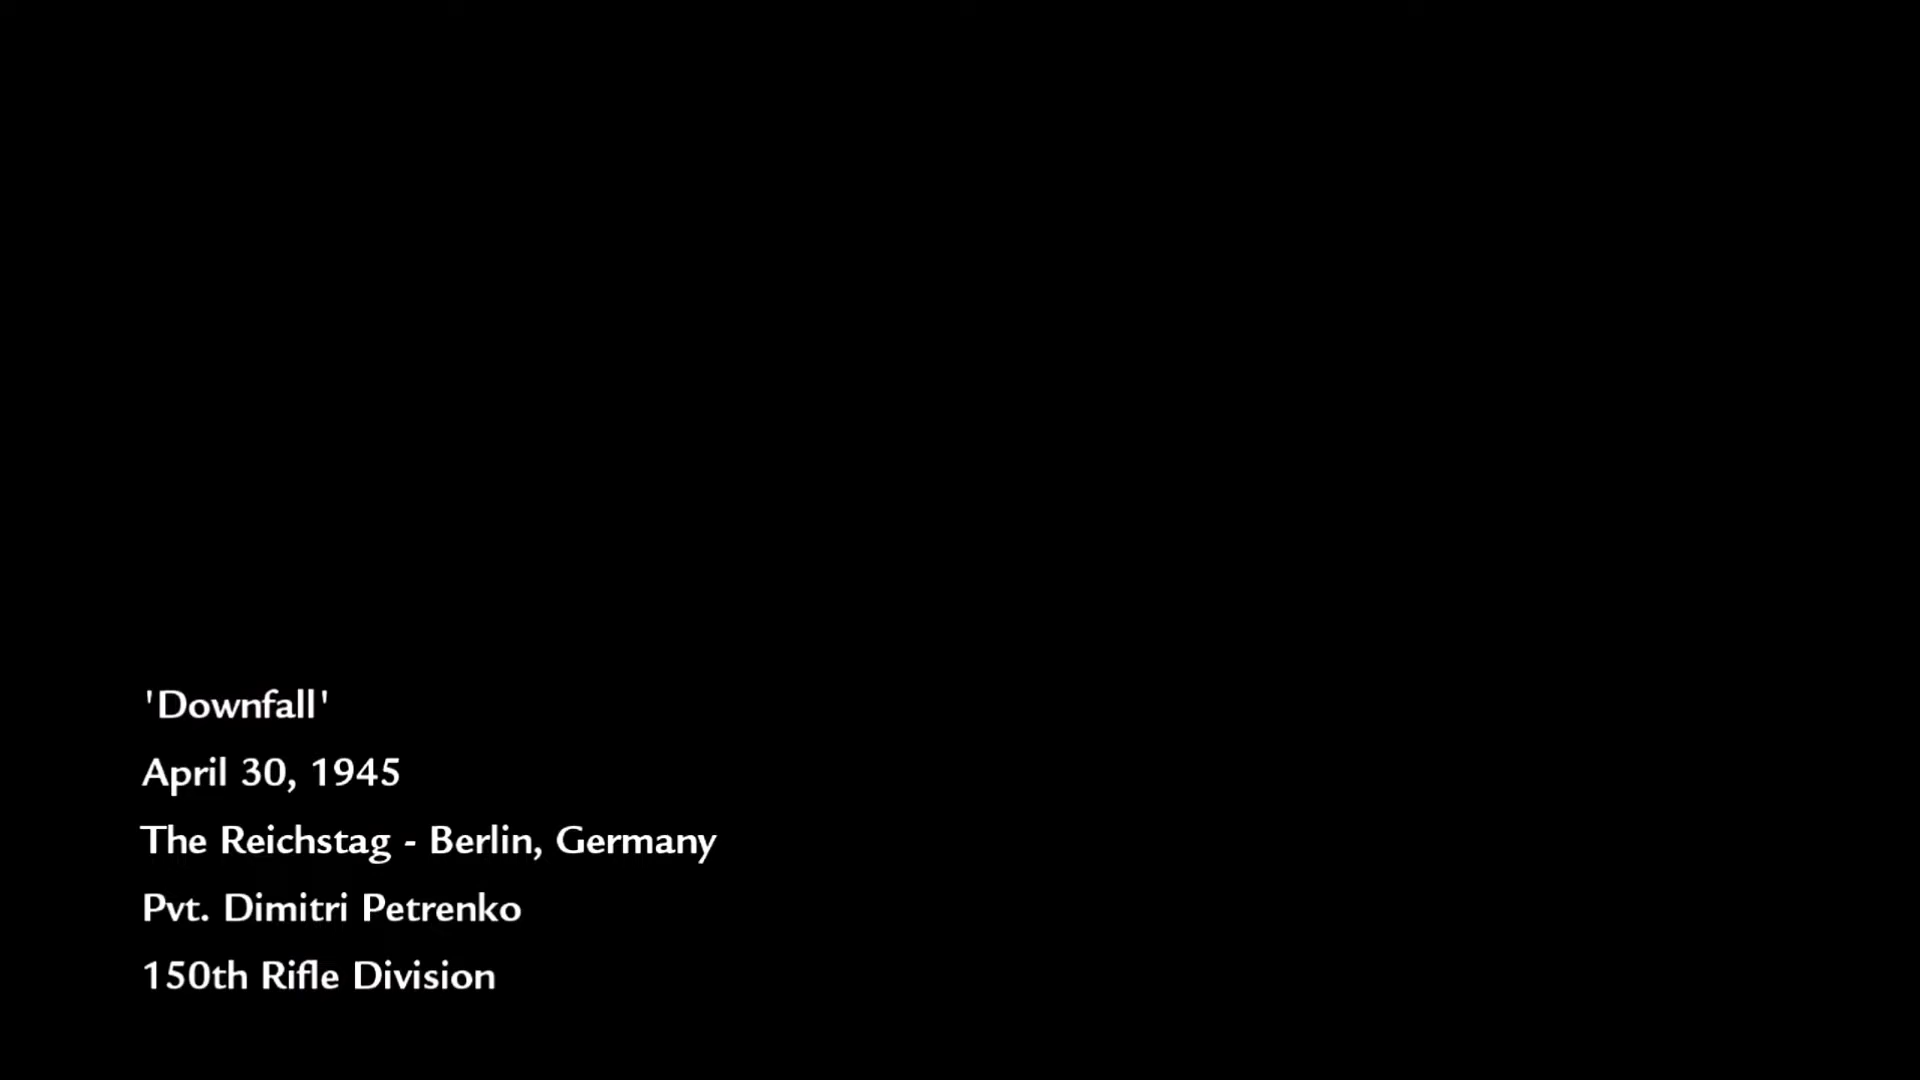 'Downfall'
April 30, 1945
The Reichstag - Berlin, Germany
Pvt. Dimitri Petrenko
150th Rifle Division